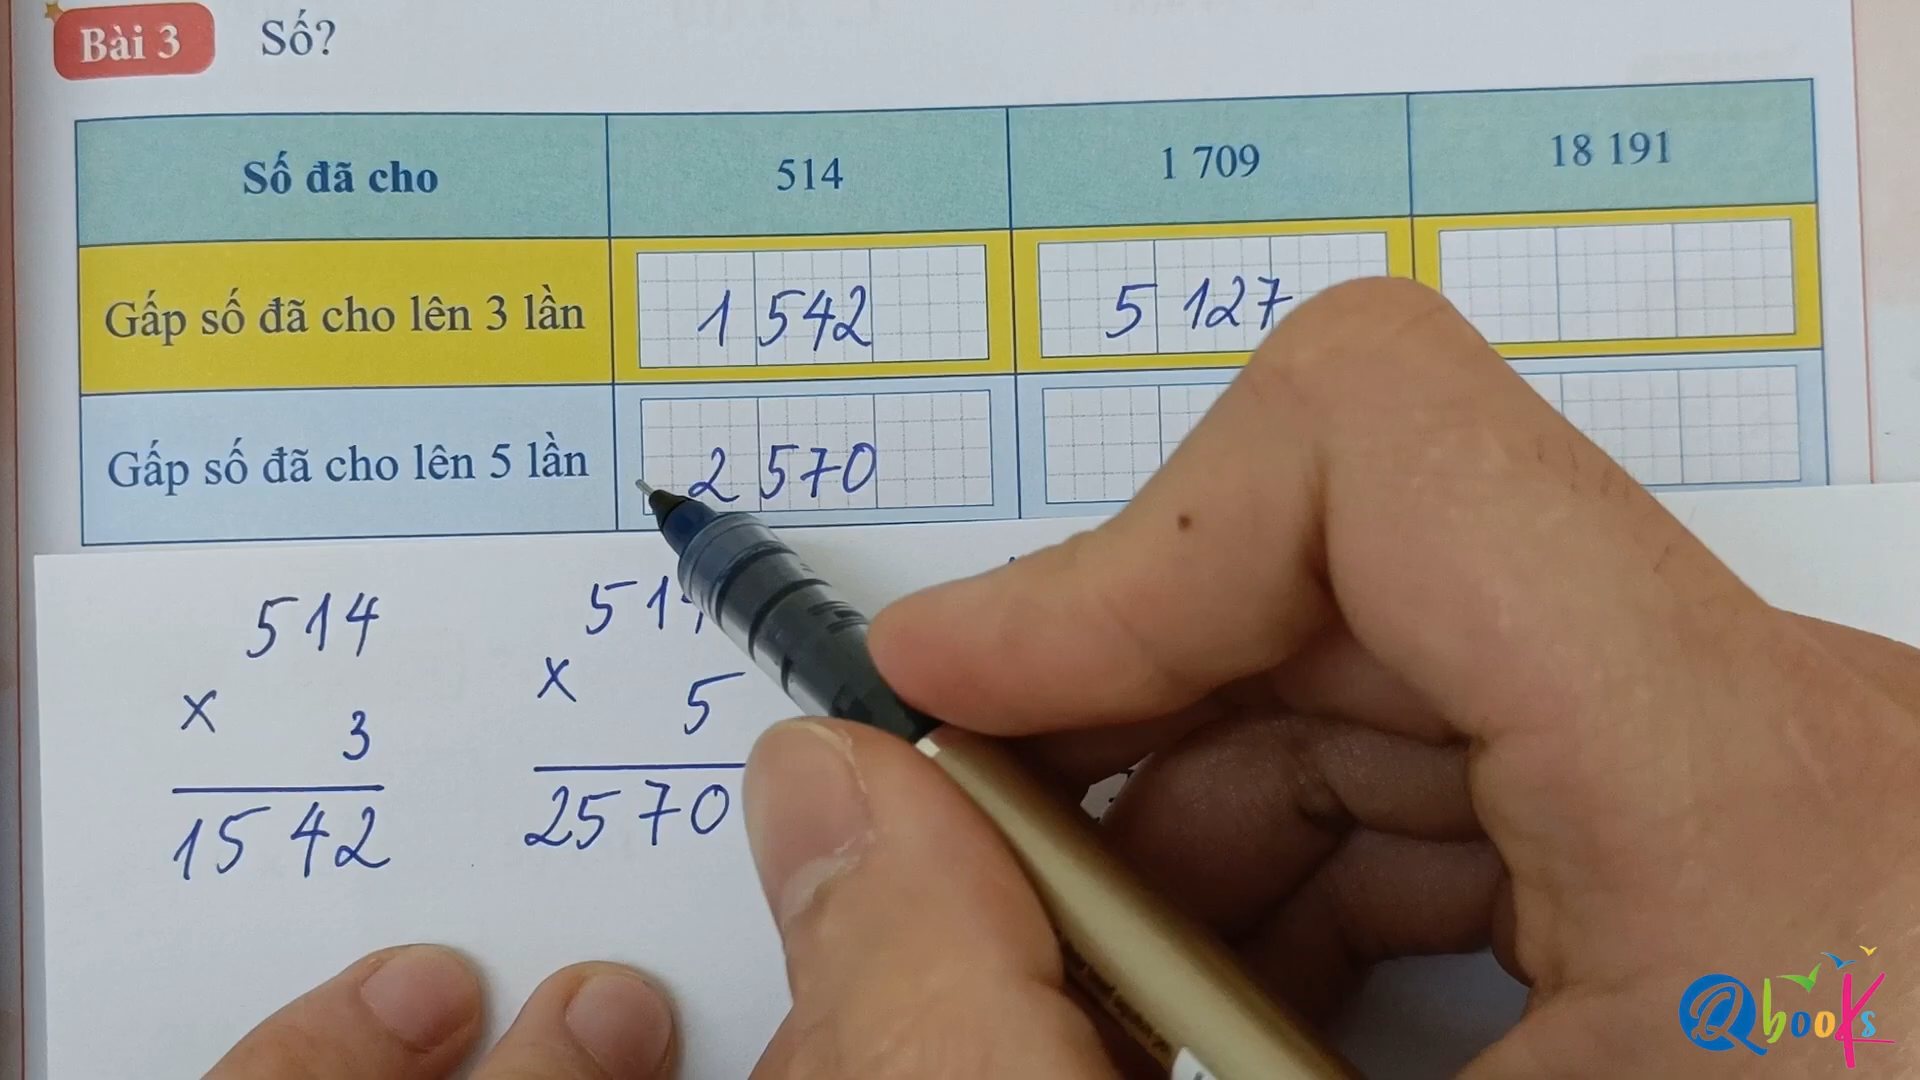 Bài 3 Số?
Số đã cho 514 1 709 18 191
Gấp số đã cho lên 3 lần 1 542 5 127
Gấp số đã cho lên 5 lần 2 570
514 51
x x
3 5
1542 2570
Qbooks